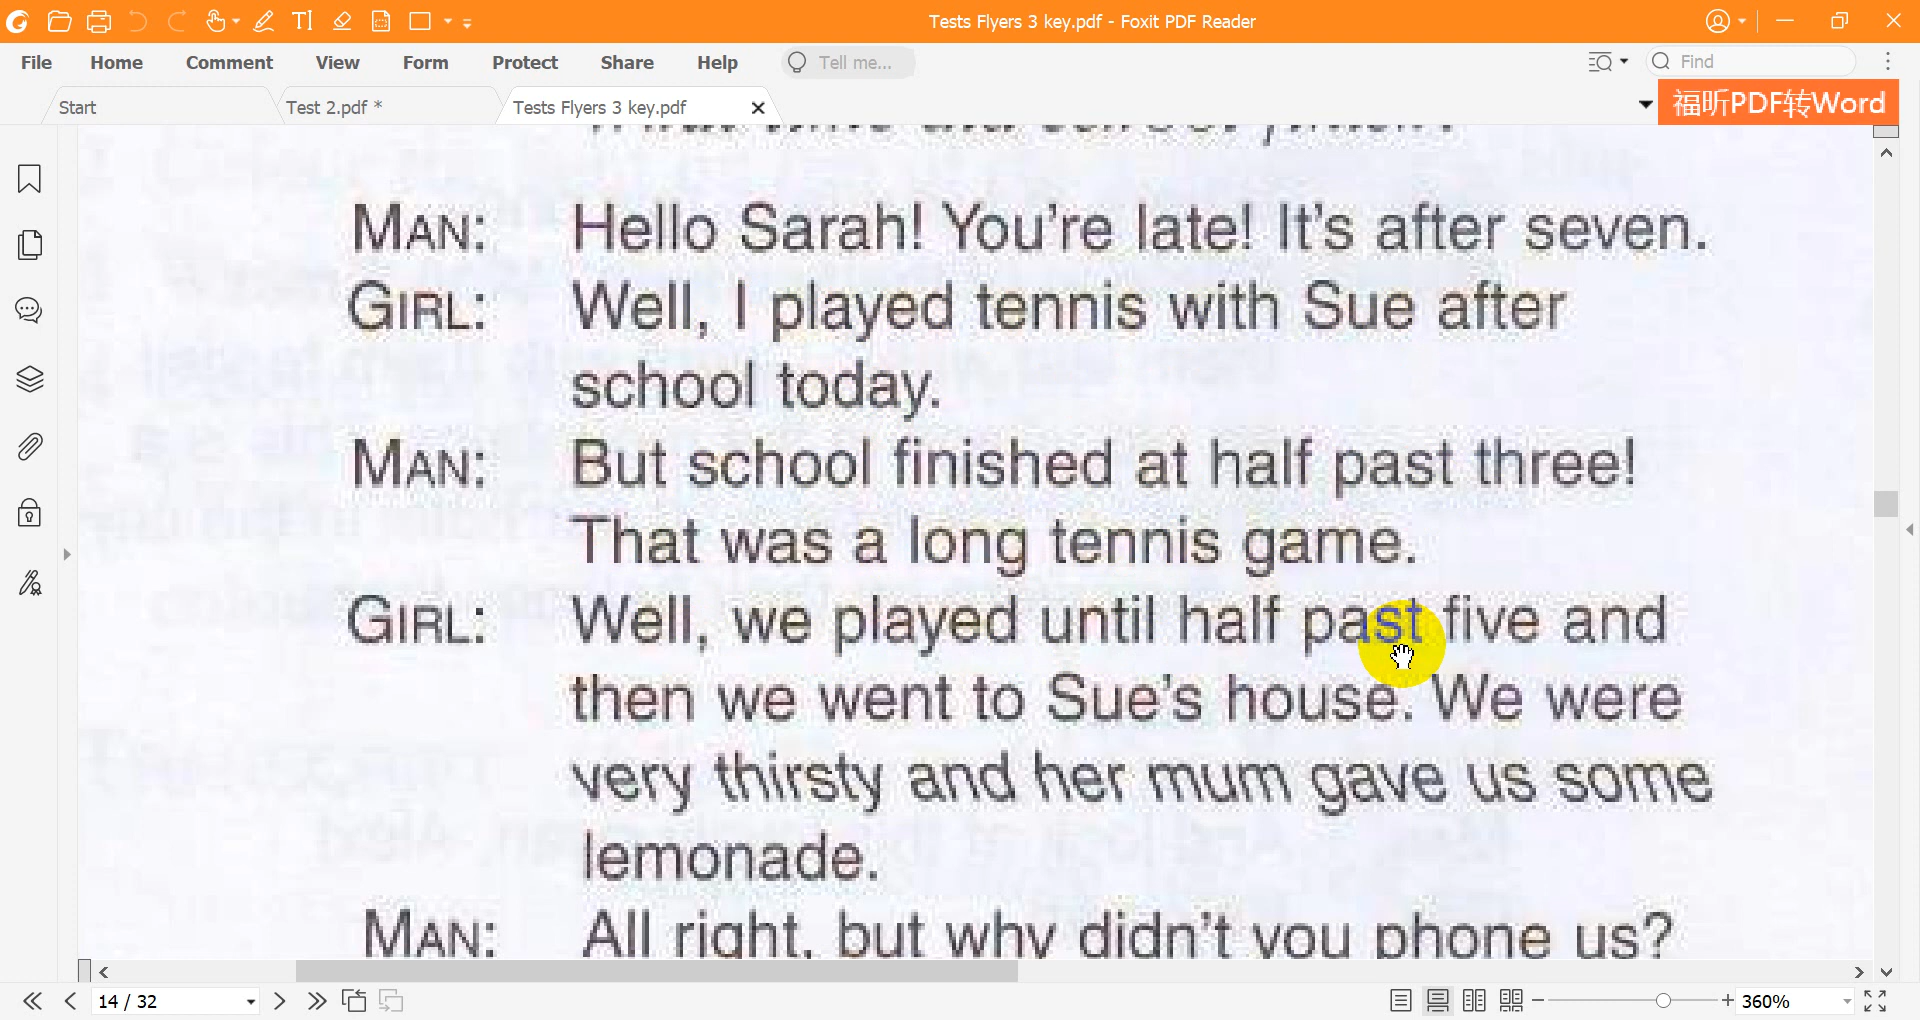 Tests Flyers 3 key.pdf - Foxit PDF Reader
File Home Comment View Form Protect Share Help Tell me... Find
Start Test 2.pdf * Tests Flyers 3 key.pdf 福昕PDF转Word
MAN: Hello Sarah! You're late! It's after seven.
GIRL: Well, I played tennis with Sue after
school today.
MAN: But school finished at half past three!
That was a long tennis game.
GIRL: Well, we played until half past five and
then we went to Sue's house. We were
very thirsty and her mum gave us some
lemonade.
MAN: All right, but why didn't you phone us?
14 / 32 360%